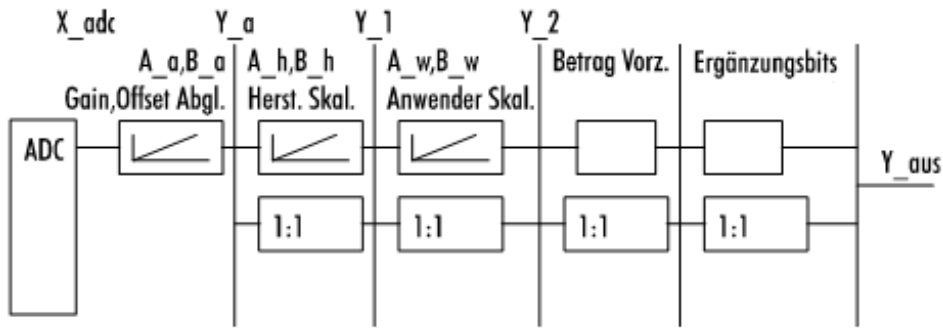 X_adc Y_a Y_1 Y_2
A_a,B_a A_h,B_h A_w,B_w Betrag Vorz. Ergänzungsbits
Gain,Offset Abgl. Herst. Skal. Anwender Skal.
ADC
Y_aus
1:1 1:1 1:1 1:1